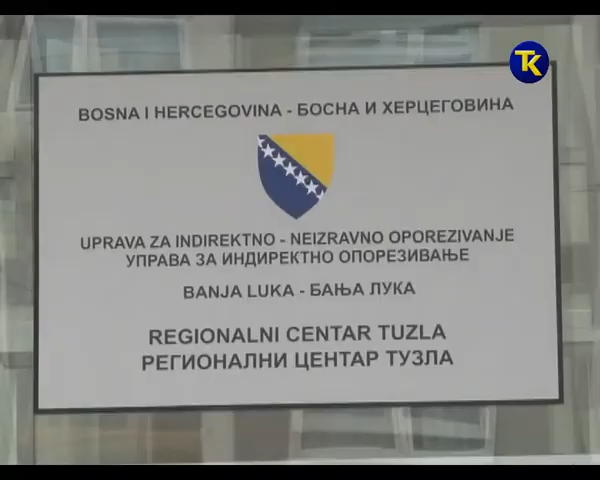 TK
BOSNA I HERCEGOVINA - БОСНА И ХЕРЦЕГОВИНА
UPRAVA ZA INDIREKTNO - NEIZRAVNO OPOREZIVANJE
УПРАВА ЗА ИНДИРЕКТНО ОПОРЕЗИВАЊЕ
BANJA LUKA - БАЊА ЛУКА
REGIONALNI CENTAR TUZLA
РЕГИОНАЛНИ ЦЕНТАР ТУЗЛА